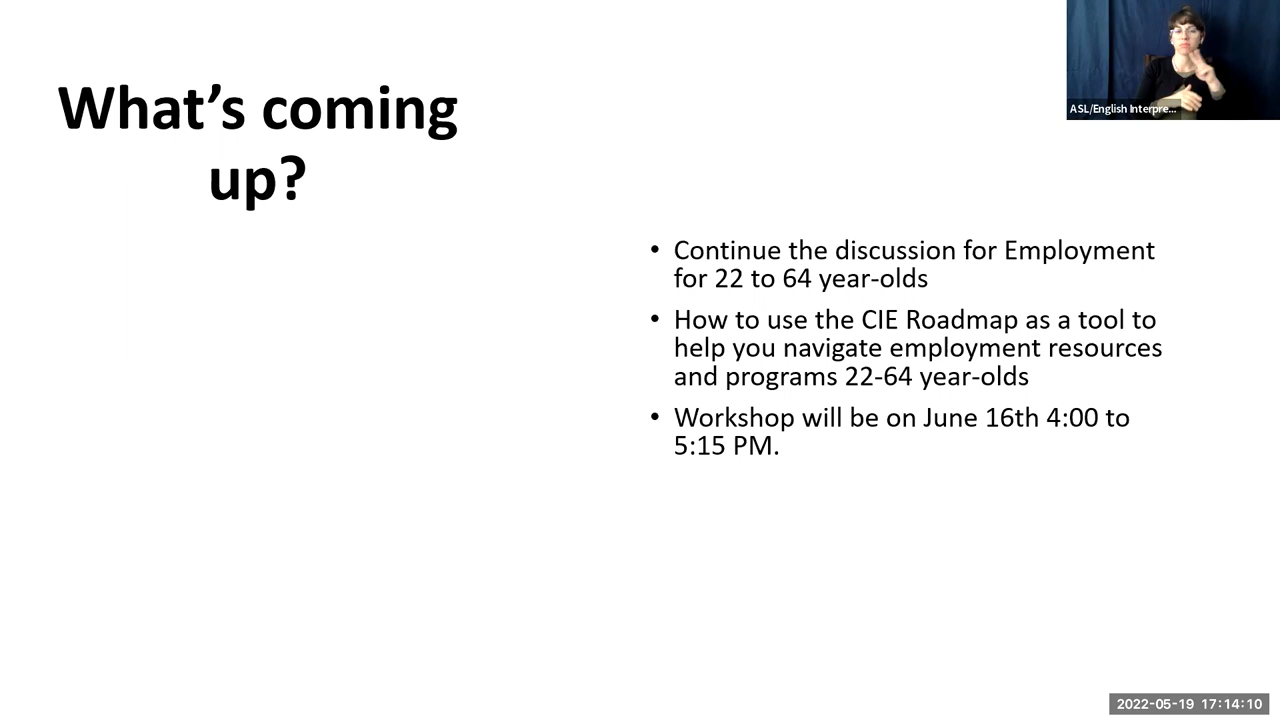 What's coming
up?
ASL/English Interpre...
• Continue the discussion for Employment
for 22 to 64 year-olds
• How to use the CIE Roadmap as a tool to
help you navigate employment resources
and programs 22-64 year-olds
• Workshop will be on June 16th 4:00 to
5:15 PM.
2022-05-19 17:14:10